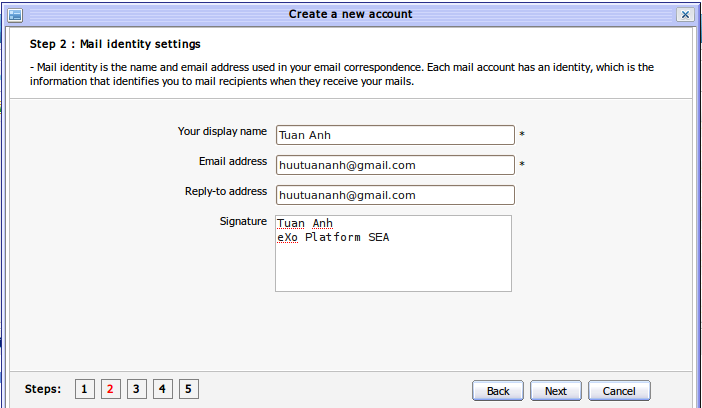 Create a new account
Step 2 : Mail identity settings
- Mail identity is the name and email address used in your email correspondence. Each mail account has an identity, which is the
information that identifies you to mail recipients when they receive your mails.
Your display name Tuan Anh *
Email address huutuananh@gmail.com *
Reply-to address huutuananh@gmail.com
Signature Tuan Anh
eXo Platform SEA
Steps: 1 2 3 4 5 Back Next Cancel